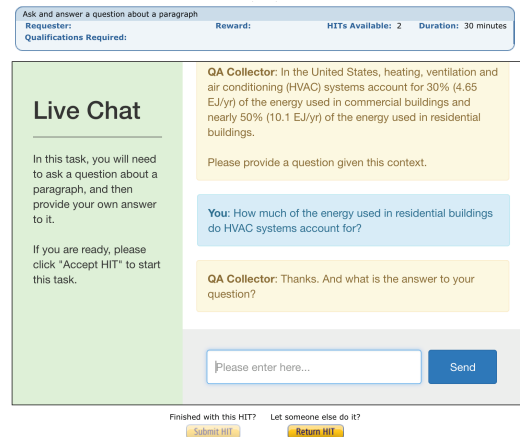 Ask and answer a question about a paragraph
Requester: Reward: HITs Available: 2 Duration: 30 minutes
Qualifications Required:
Live Chat
In this task, you will need
to ask a question about a
paragraph, and then
provide your own answer
to it.
If you are ready, please
click "Accept HIT" to start
this task.
QA Collector: In the United States, heating, ventilation and
air conditioning (HVAC) systems account for 30% (4.65
EJ/yr) of the energy used in commercial buildings and
nearly 50% (10.1 EJ/yr) of the energy used in residential
buildings.
Please provide a question given this context.
You: How much of the energy used in residential buildings
do HVAC systems account for?
QA Collector: Thanks. And what is the answer to your
question?
Please enter here...
Send
Finished with this HIT? Let someone else do it?
Submit HIT Return HIT